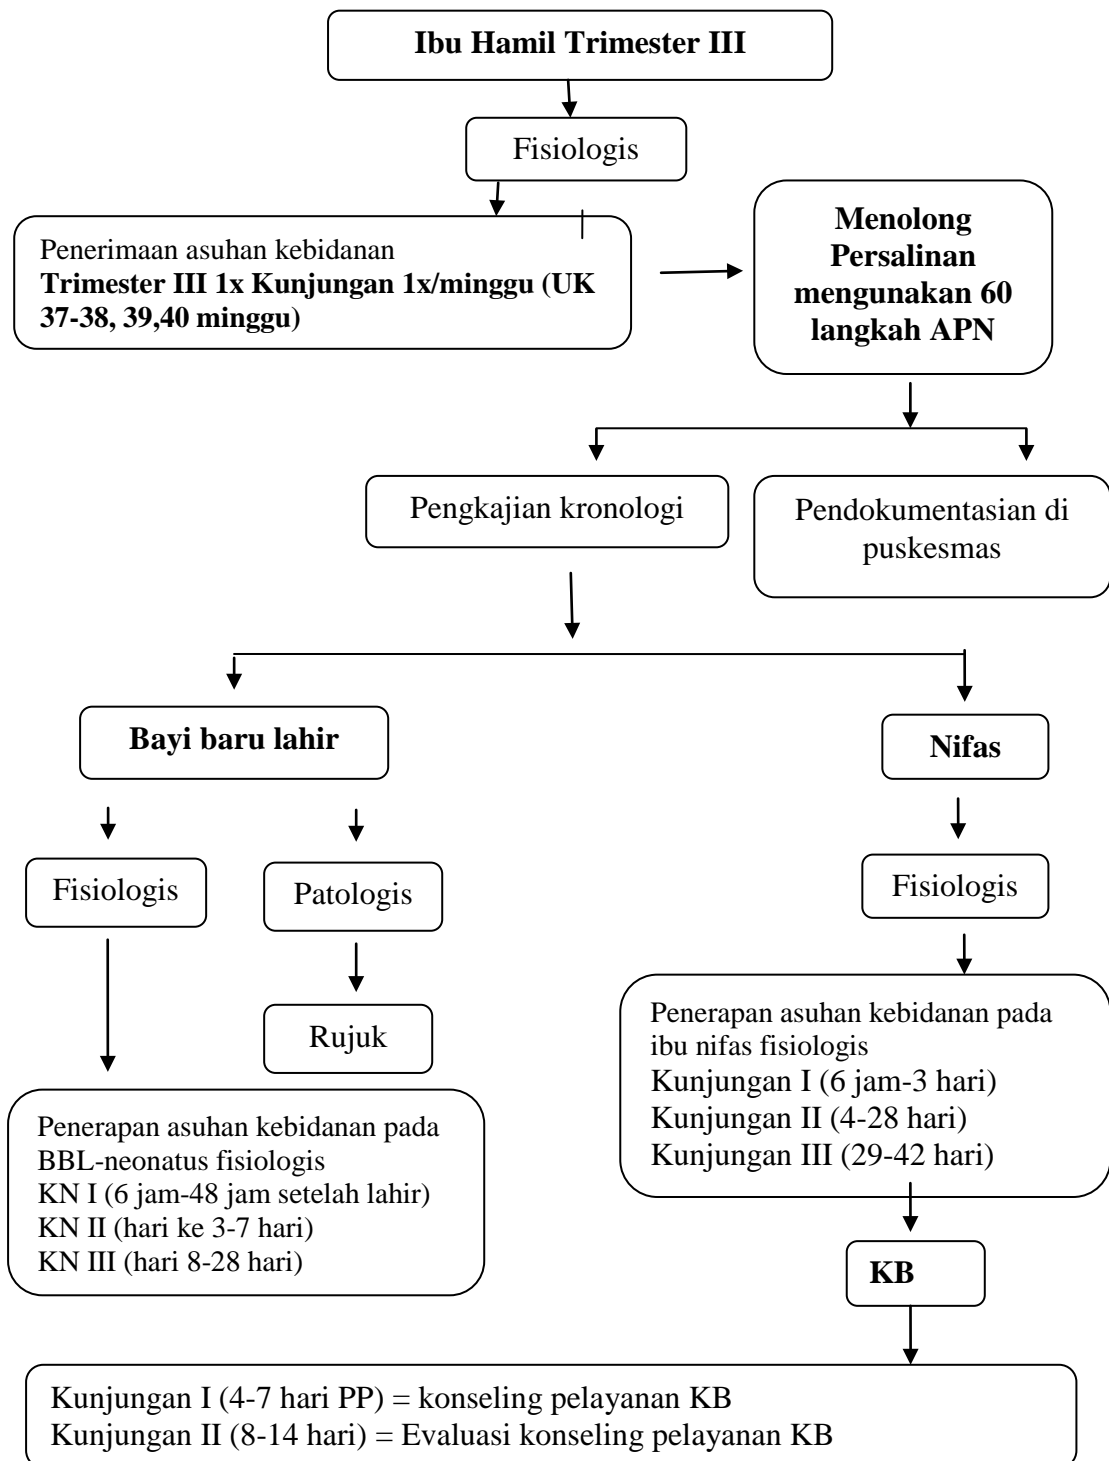 Ibu Hamil Trimester III
Fisiologis
Penerimaan asuhan kebidanan
Trimester III 1x Kunjungan 1x/minggu (UK
37-38, 39,40 minggu)
Menolong
Persalinan
mengunakan 60
langkah APN
Pengkajian kronologi
Pendokumentasian di
puskesmas
Bayi baru lahir
Nifas
Fisiologis
Patologis
Fisiologis
Rujuk
Penerapan asuhan kebidanan pada
ibu nifas fisiologis
Kunjungan I (6 jam-3 hari)
Kunjungan II (4-28 hari)
Kunjungan III (29-42 hari)
Penerapan asuhan kebidanan pada
BBL-neonatus fisiologis
KN I (6 jam-48 jam setelah lahir)
KN II (hari ke 3-7 hari)
KN III (hari 8-28 hari)
KB
Kunjungan I (4-7 hari PP) = konseling pelayanan KB
Kunjungan II (8-14 hari) = Evaluasi konseling pelayanan KB